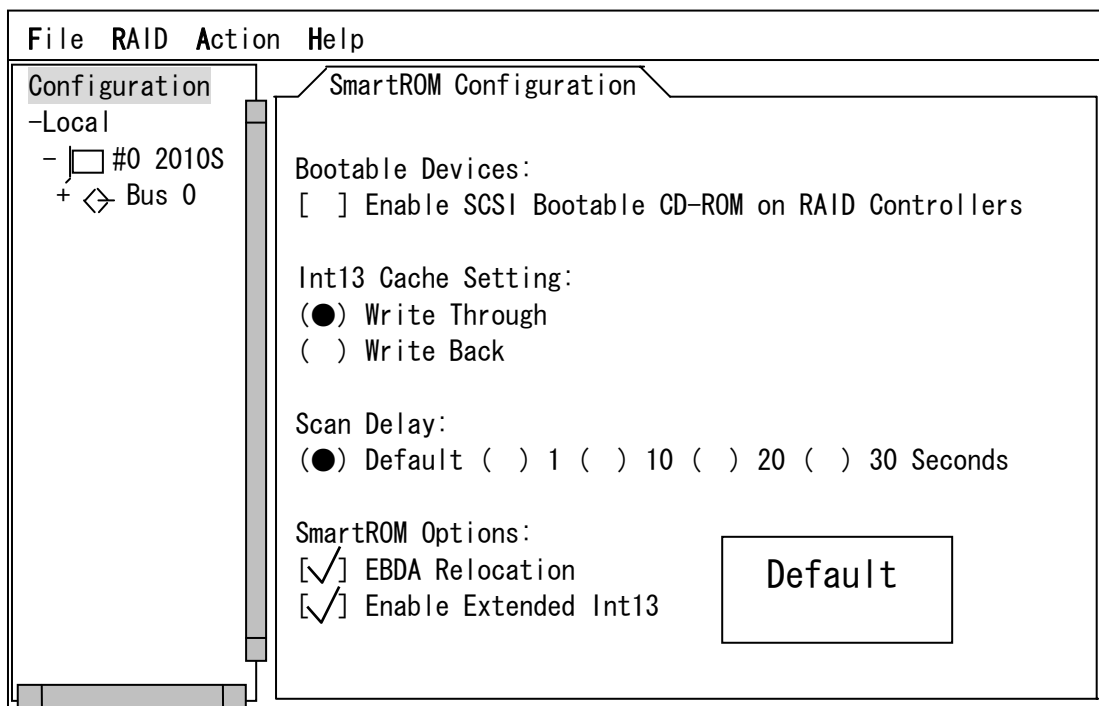 File RAID Action Help
Configuration
-Local
- #0 2010S
+ Bus 0
SmartROM Configuration
Bootable Devices:
[ ] Enable SCSI Bootable CD-ROM on RAID Controllers
Int13 Cache Setting:
(●) Write Through
( ) Write Back
Scan Delay:
(●) Default ( ) 1 ( ) 10 ( ) 20 ( ) 30 Seconds
SmartROM Options:
[✓] EBDA Relocation
[✓] Enable Extended Int13
Default